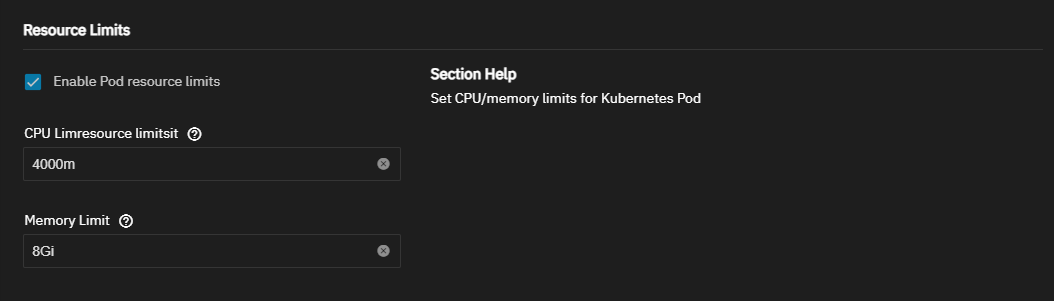 Resource Limits
Enable Pod resource limits
Section Help
Set CPU/memory limits for Kubernetes Pod
CPU Limresource limitsit
4000m
Memory Limit
8Gi